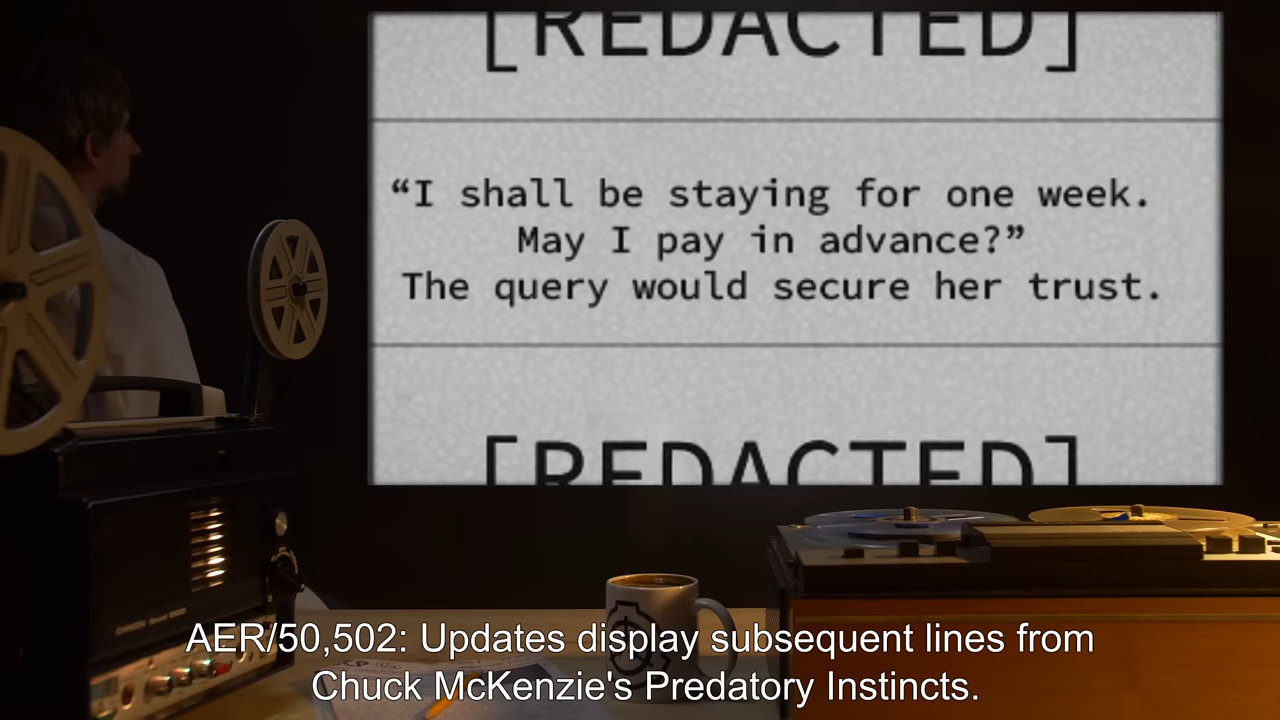 [REDACTED]
“I shall be staying for one week.
May I pay in advance?”
The query would secure her trust.
[REDACTED]
AER/50,502: Updates display subsequent lines from
Chuck McKenzie's Predatory Instincts.